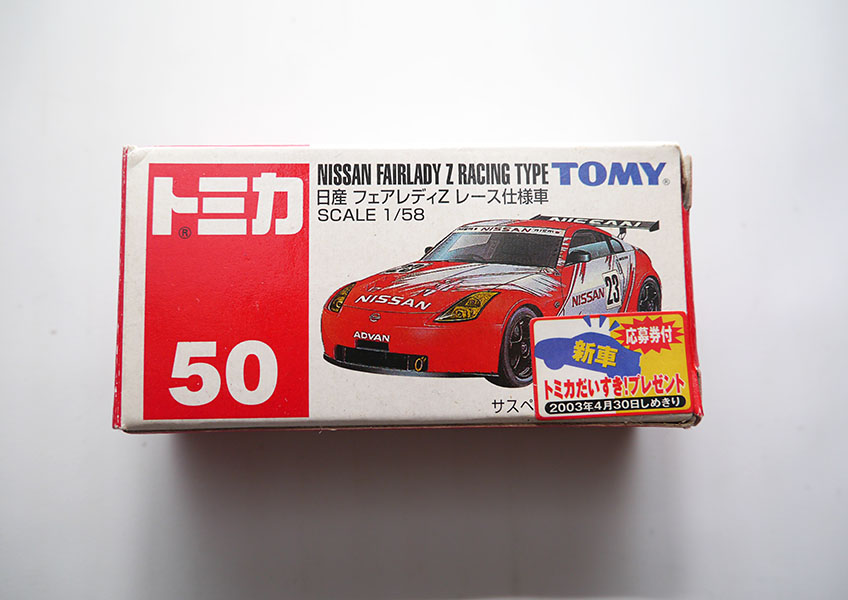 トミカ®
50
NISSAN FAIRLADY Z RACING TYPE
TOMY®
日産 フェアレディZ レース仕様車
SCALE 1/58
NISSAN
NISSAN
NISSAN
NISSAN
23
ADVAN
サスペ
応募券付
新車
トミカだいすき!プレゼント
2003年4月30日しめきり